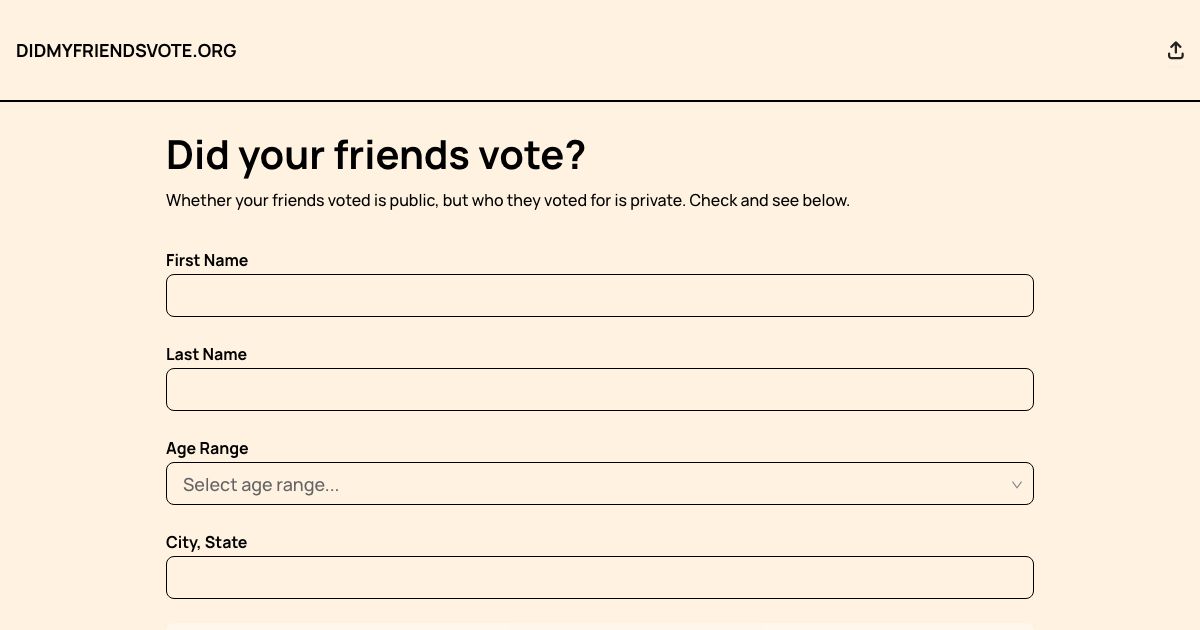 DIDMYFRIENDSVOTE.ORG
Did your friends vote?
Whether your friends voted is public, but who they voted for is private. Check and see below.
First Name
Last Name
Age Range
Select age range...
City, State